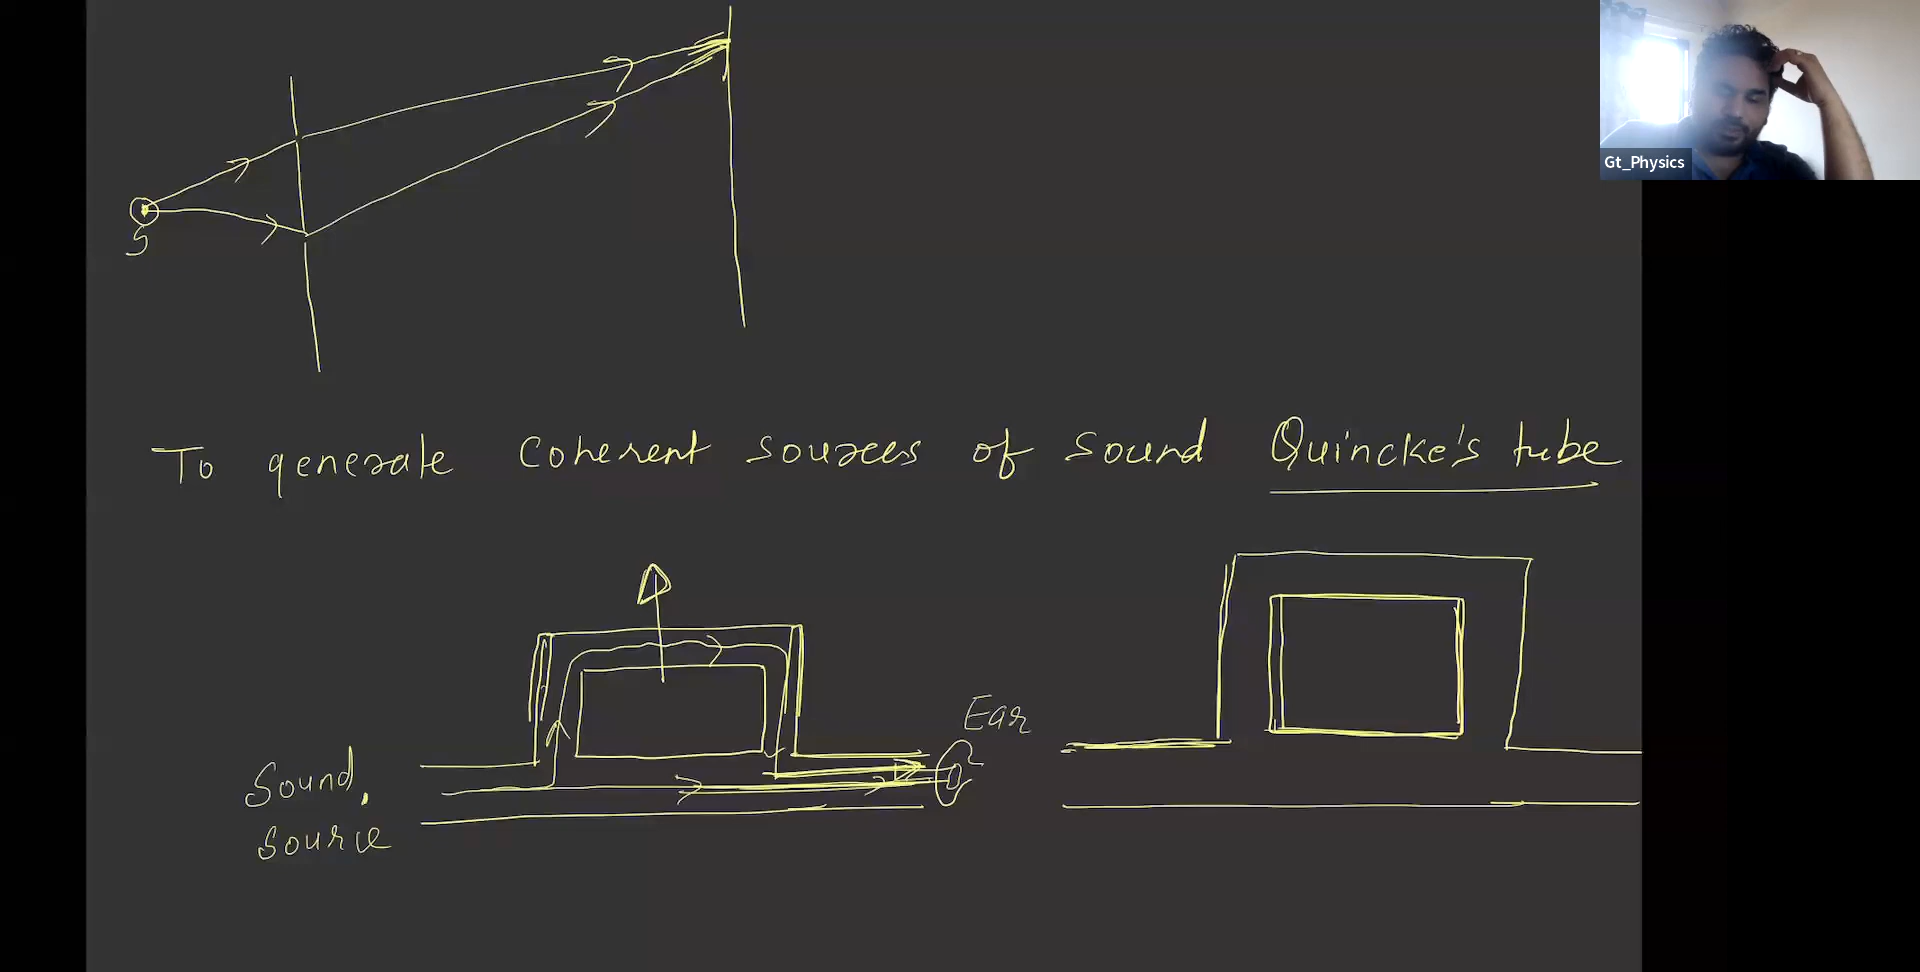 Gt_Physics
S
To generate coherent sources of sound Quincke's tube
Ear
Sound
source